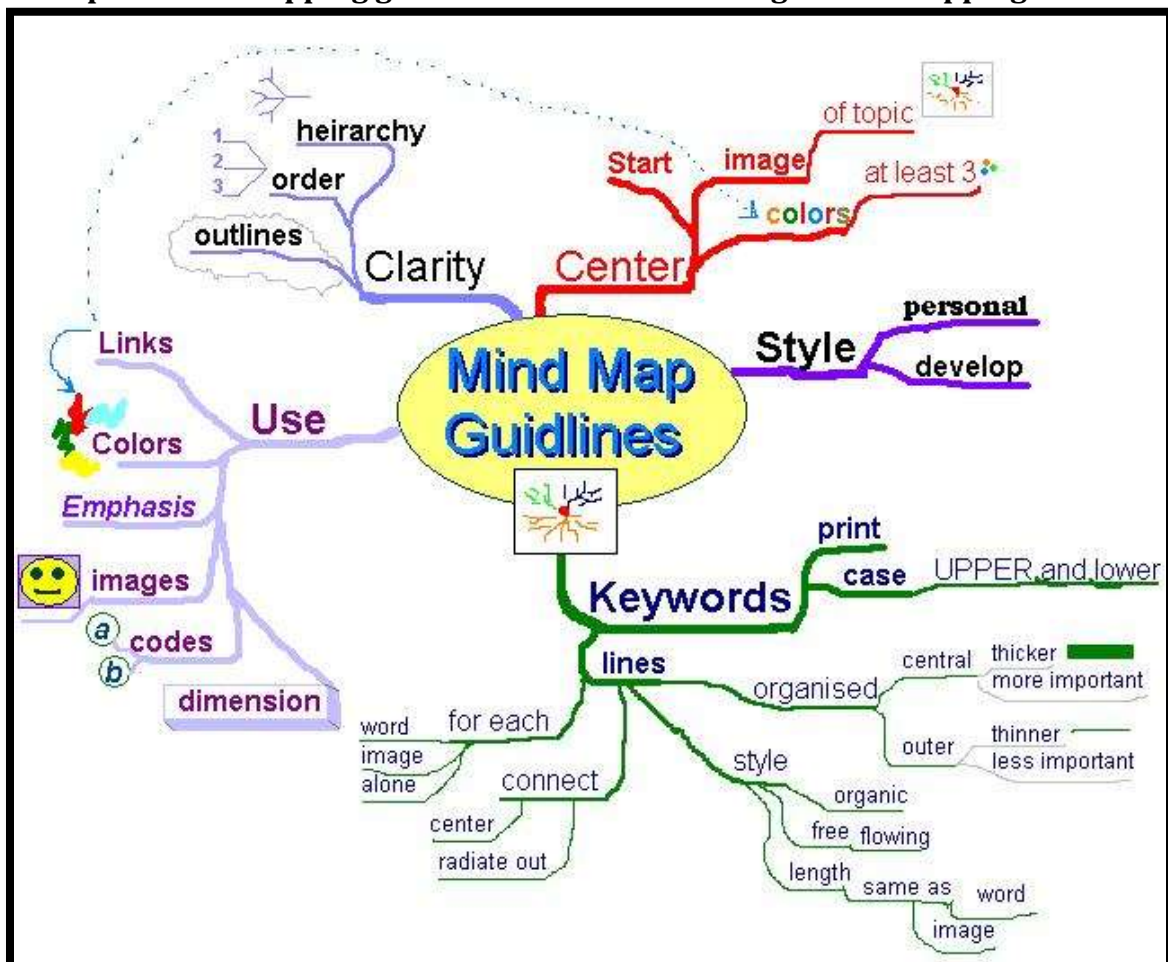 Mind Map
Guidlines
Center
Start
image
of topic
colors
at least 3
Style
personal
develop
Keywords
print
case
UPPER and lower
lines
organised
central
thicker
more important
outer
thinner
less important
style
organic
free
flowing
length
same as
word
image
connect
center
radiate out
for each
word
image
alone
Use
Links
Colors
Emphasis
images
codes
a
b
dimension
Clarity
heirarchy
order
1
2
3
outlines